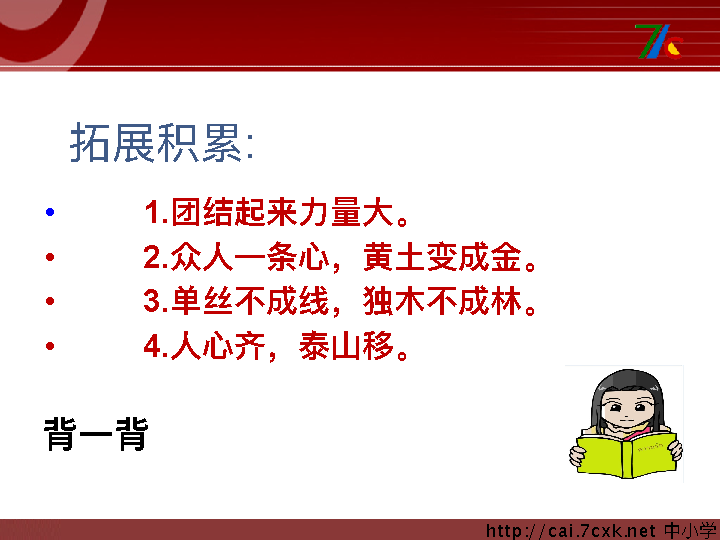 拓展积累:
• 1.团结起来力量大。
• 2.众人一条心，黄土变成金。
• 3.单丝不成线，独木不成林。
• 4.人心齐，泰山移。
背一背
http://cai.7cxk.net 中小学